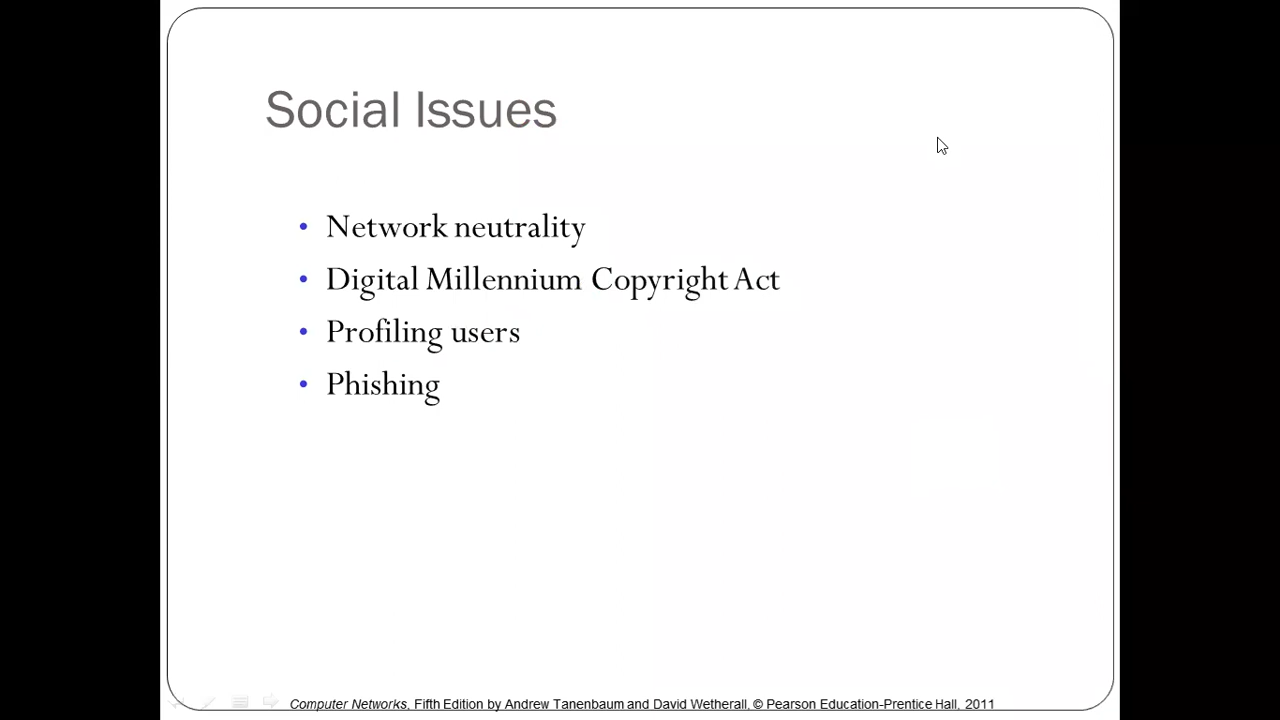 Social Issues
• Network neutrality
• Digital Millennium Copyright Act
• Profiling users
• Phishing
Computer Networks, Fifth Edition by Andrew Tanenbaum and David Wetherall, © Pearson Education-Prentice Hall, 2011